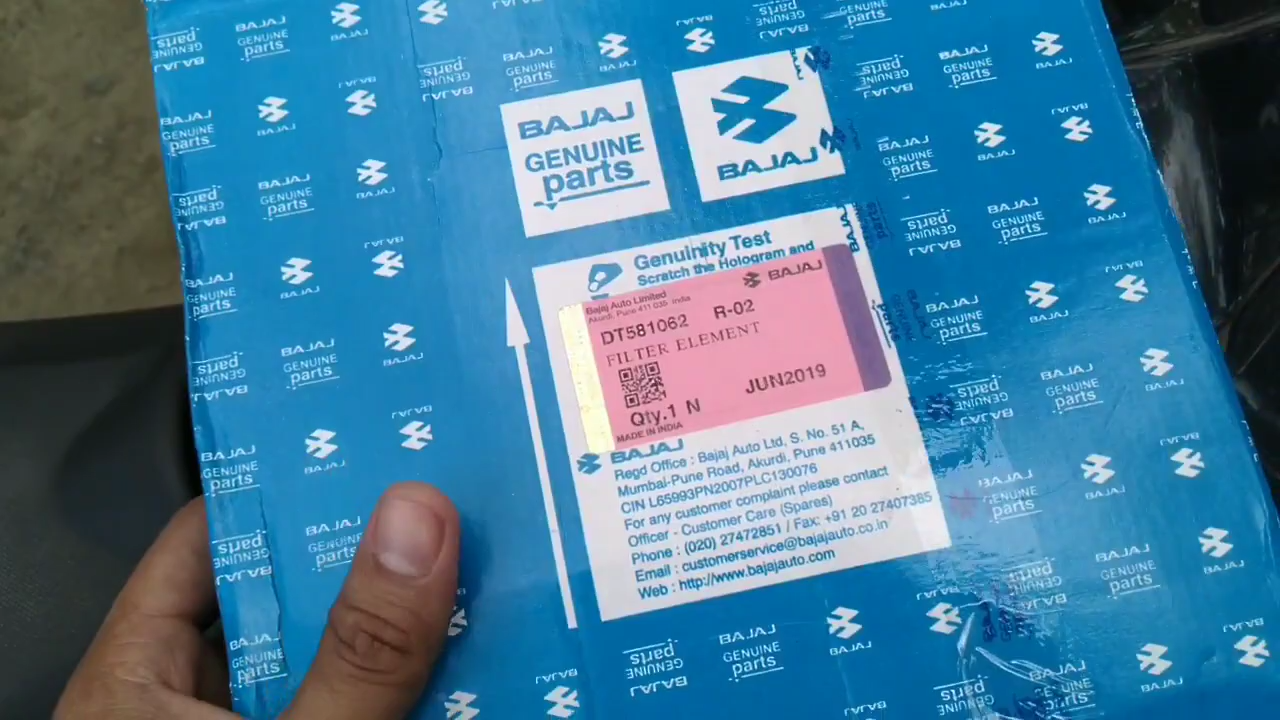 BAJAJ
GENUINE
parts
BAJAJ
Genuinity Test
Scratch the Hologram and
Bajaj Auto Limited
Akurdi, Pune 411 035 India
BAJAJ
DT581062 R-02
FILTER ELEMENT
JUN2019
Qty.1 N
MADE IN INDIA
BAJAJ
Regd Office : Bajaj Auto Ltd, S. No. 51 A,
Mumbai-Pune Road, Akurdi, Pune 411035
CIN L65993PN2007PLC130076
For any customer complaint please contact
Officer - Customer Care (Spares)
Phone : (020) 27472851 / Fax: +91 20 27407385
Email : customerservice@bajajauto.co.in
Web : http://www.bajajauto.com